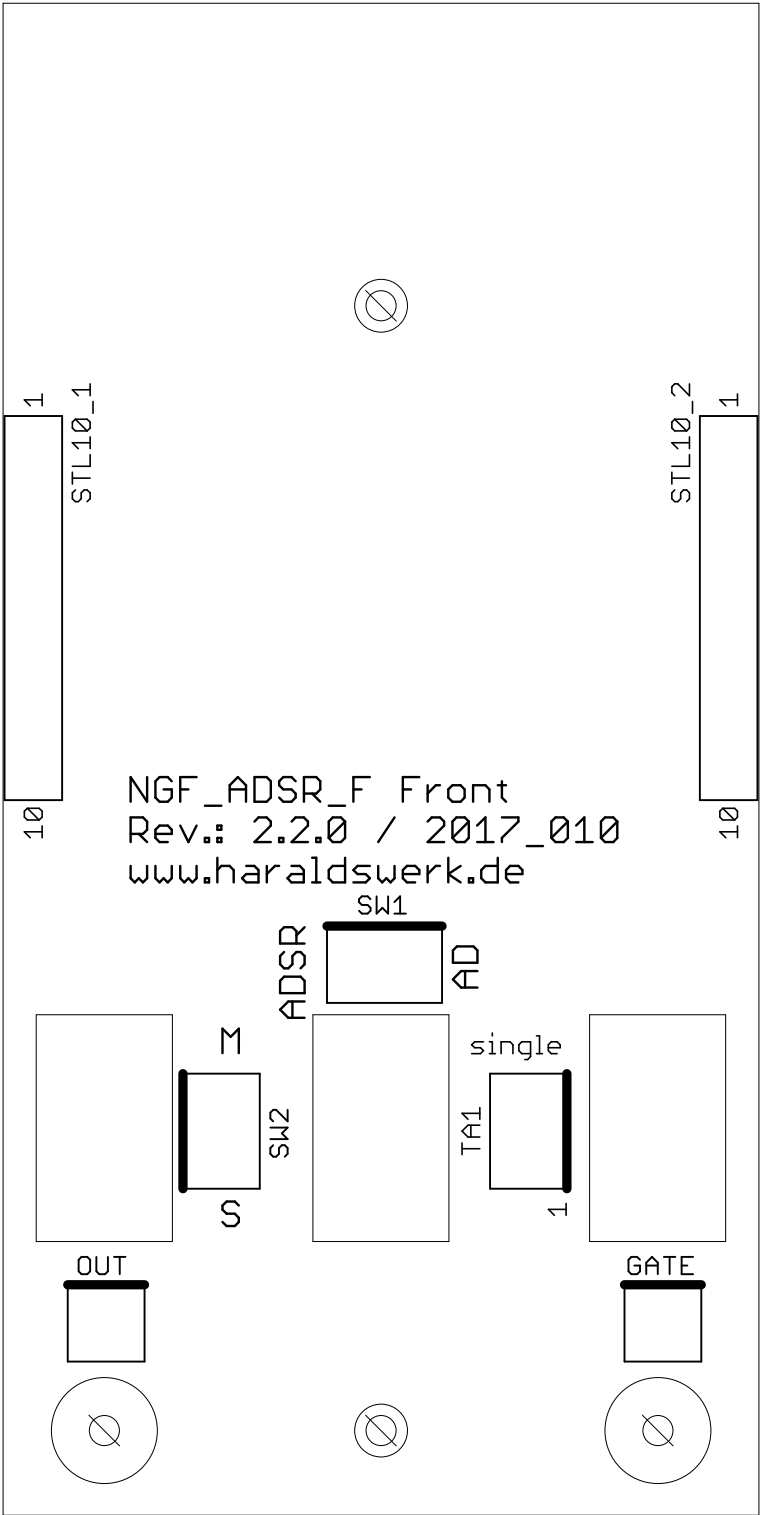 1
1
STL10_1
STL10_2
10
10
NGF_ADSR_F Front
Rev.: 2.2.0 / 2017_010
www.haraldswerk.de
SW1
ADSR
AD
M
single
SW2
TA1
S
1
OUT
GATE